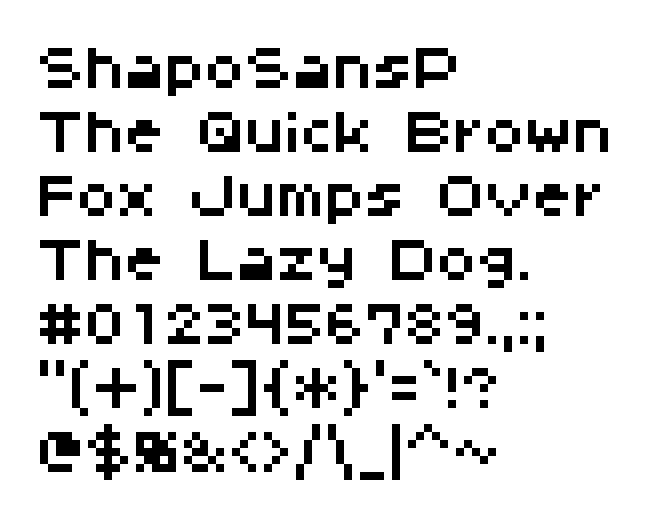 ShapoSansP
The Quick Brown
Fox Jumps Over
The Lazy Dog.
#0123456789.,:;
"(+)[-]{*}'=`!?
@$%&<>/\_|^~